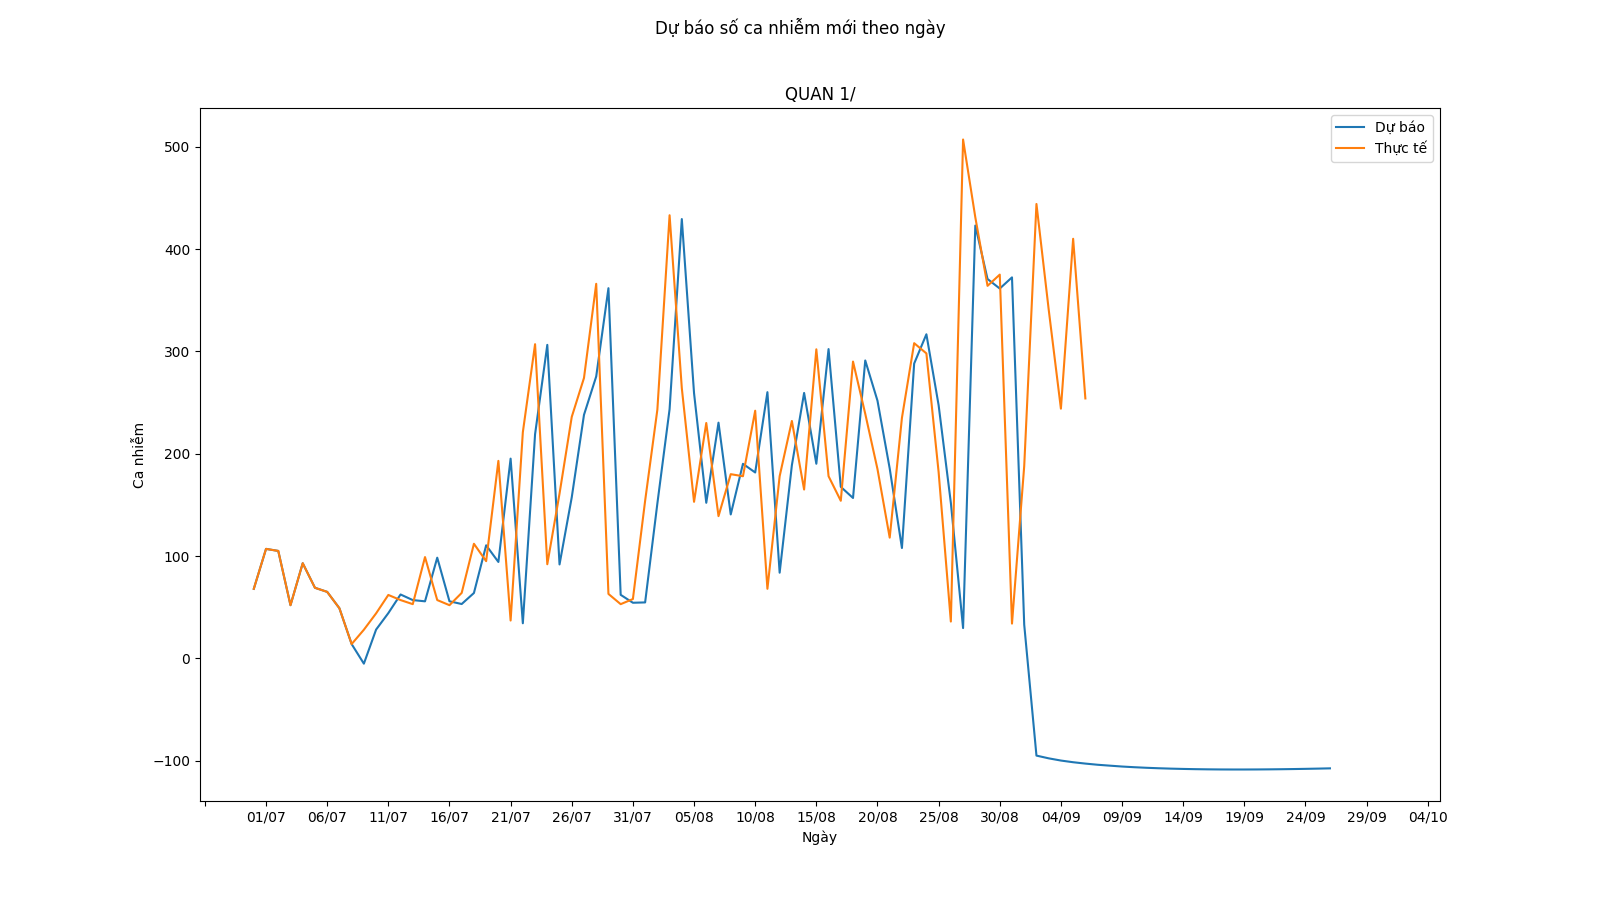 Dự báo số ca nhiễm mới theo ngày
QUAN 1/
Dự báo
Thực tế
500
400
300
200
100
0
−100
Ca nhiễm
01/07 06/07 11/07 16/07 21/07 26/07 31/07 05/08 10/08 15/08 20/08 25/08 30/08 04/09 09/09 14/09 19/09 24/09 29/09 04/10
Ngày